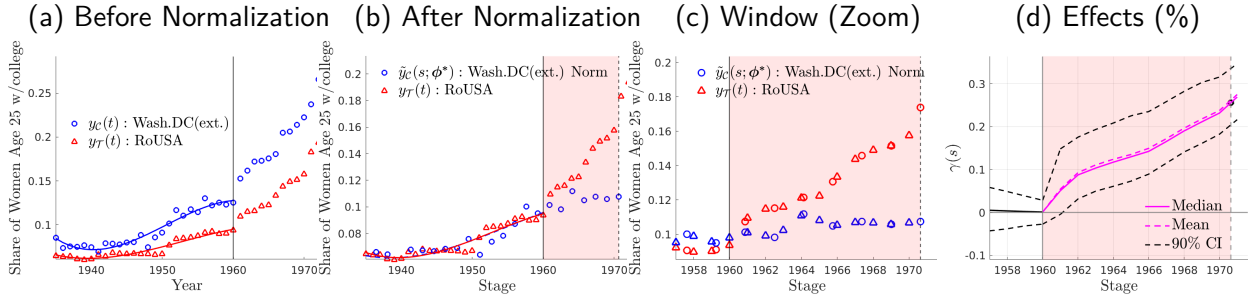 (a) Before Normalization
Share of Women Age 25 w/college
0.25
0.2
0.15
0.1
y_C(t) : Wash.DC(ext.)
y_T(t) : RoUSA
1940
1950
1960
1970
Year
(b) After Normalization
Share of Women Age 25 w/college
0.2
0.18
0.16
0.14
0.12
0.1
0.08
0.06
ỹ_C(s; ϕ*) : Wash.DC(ext.) Norm
y_T(t) : RoUSA
1940
1950
1960
1970
Stage
(c) Window (Zoom)
Share of Women Age 25 w/college
0.2
0.18
0.16
0.14
0.12
0.1
0.08
ỹ_C(s; ϕ*) : Wash.DC(ext.) Norm
y_T(t) : RoUSA
1958
1960
1962
1964
1966
1968
1970
Stage
(d) Effects (%)
γ(s)
0.3
0.2
0.1
0
-0.1
Median
Mean
90% CI
1958
1960
1962
1964
1966
1968
1970
Stage